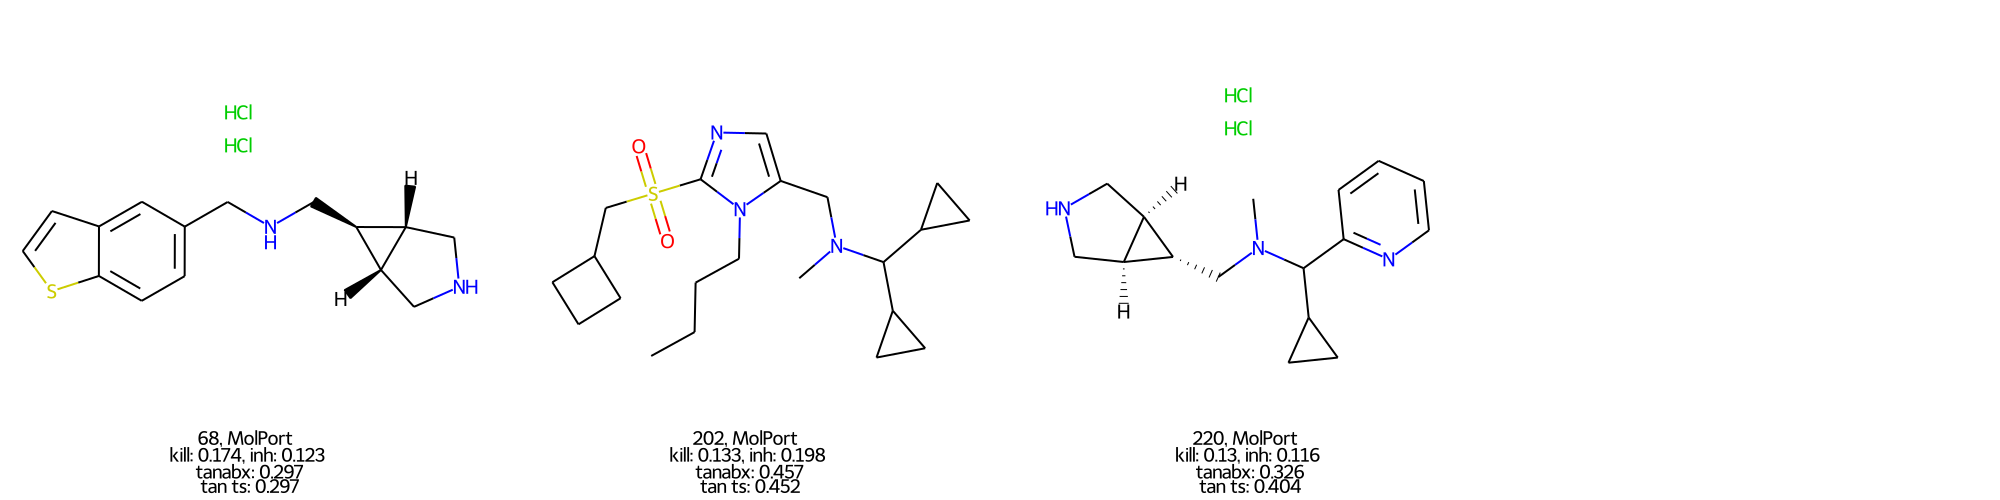 HCl
HCl
H
H
N
H
NH
S
68, MolPort
kill: 0.174, inh: 0.123
tanabx: 0.297
tan ts: 0.297
N
O
S
O
N
N
202, MolPort
kill: 0.133, inh: 0.198
tanabx: 0.457
tan ts: 0.452
HCl
HCl
H
HN
N
N
H
220, MolPort
kill: 0.13, inh: 0.116
tanabx: 0.326
tan ts: 0.404